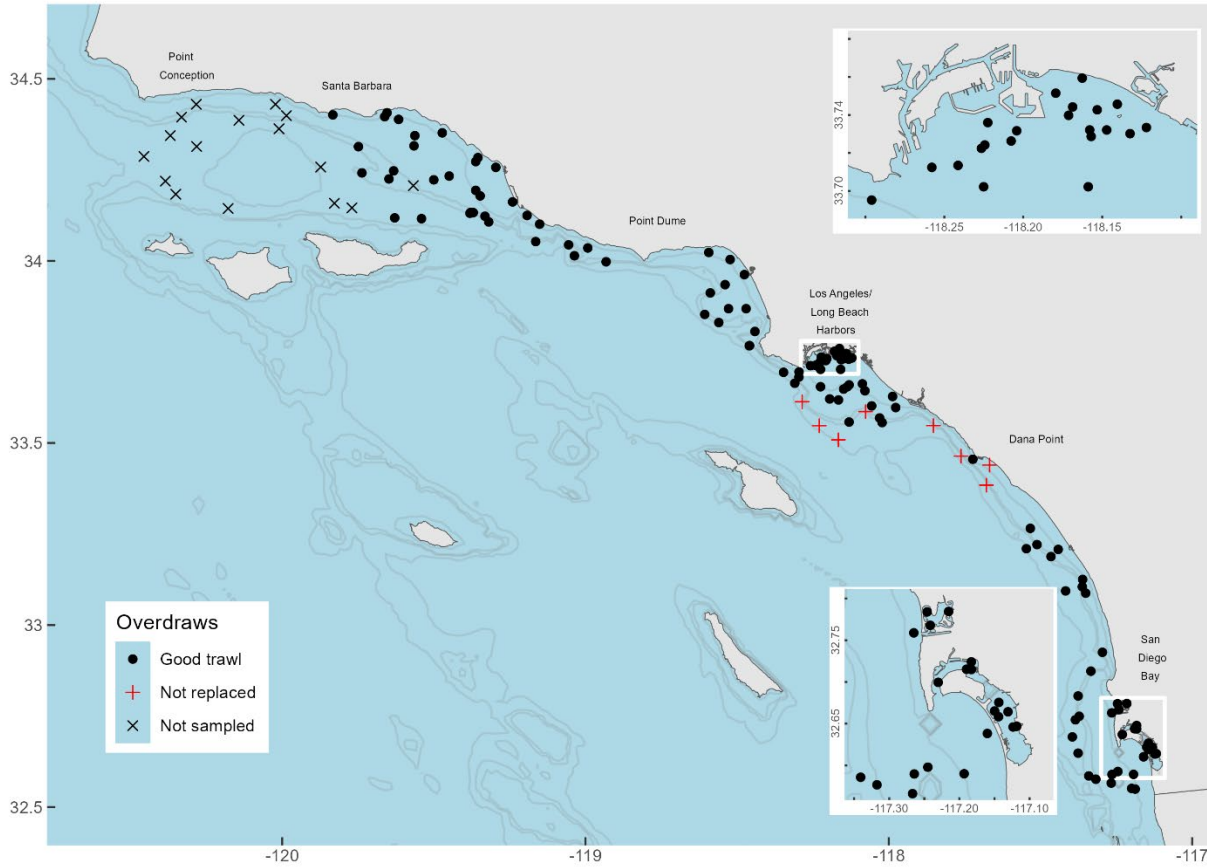 34.5
34
33.5
33
32.5
-120
-119
-118
-117
Point
Conception
Santa Barbara
Point Dume
Los Angeles/
Long Beach
Harbors
Dana Point
San
Diego
Bay
33.74
33.70
-118.25
-118.20
-118.15
32.75
32.65
-117.30
-117.20
-117.10
Overdraws
Good trawl
Not replaced
Not sampled